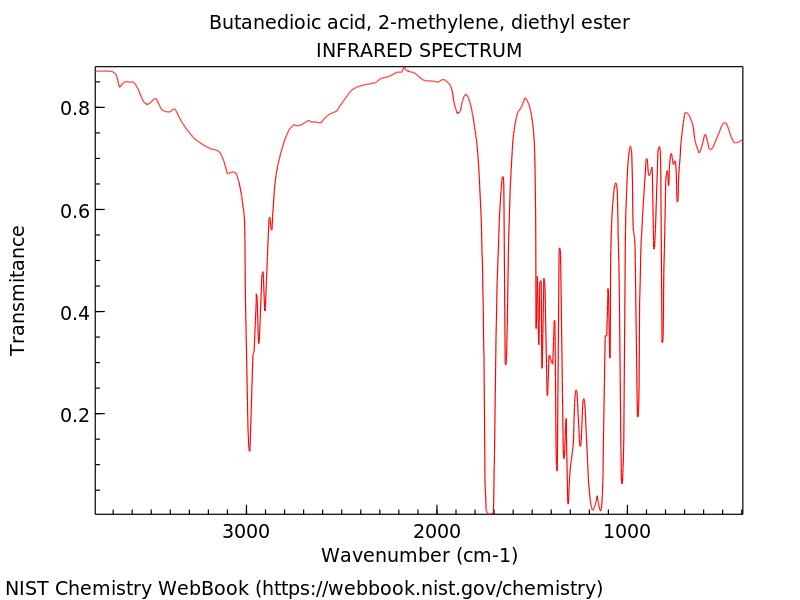 Butanedioic acid, 2-methylene, diethyl ester
INFRARED SPECTRUM
0.8
0.6
0.4
0.2
Transmitance
3000 2000 1000
Wavenumber (cm-1)
NIST Chemistry WebBook (https://webbook.nist.gov/chemistry)